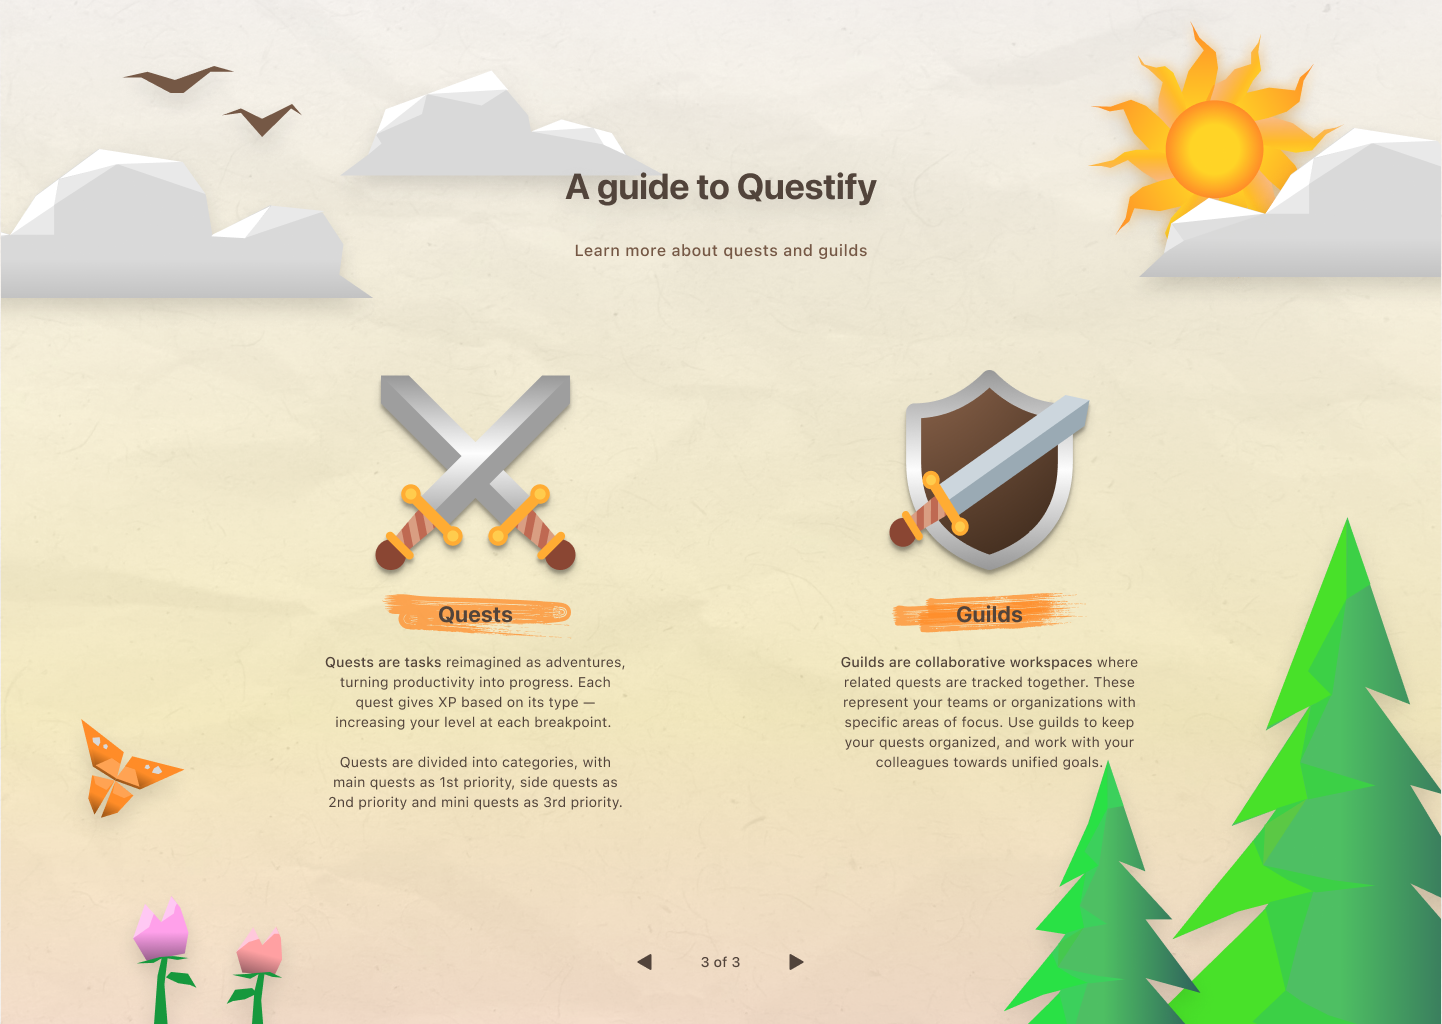 A guide to Questify
Learn more about quests and guilds
Quests
Quests are tasks reimagined as adventures,
turning productivity into progress. Each
quest gives XP based on its type —
increasing your level at each breakpoint.
Quests are divided into categories, with
main quests as 1st priority, side quests as
2nd priority and mini quests as 3rd priority.
Guilds
Guilds are collaborative workspaces where
related quests are tracked together. These
represent your teams or organizations with
specific areas of focus. Use guilds to keep
your quests organized, and work with your
colleagues towards unified goals.
3 of 3